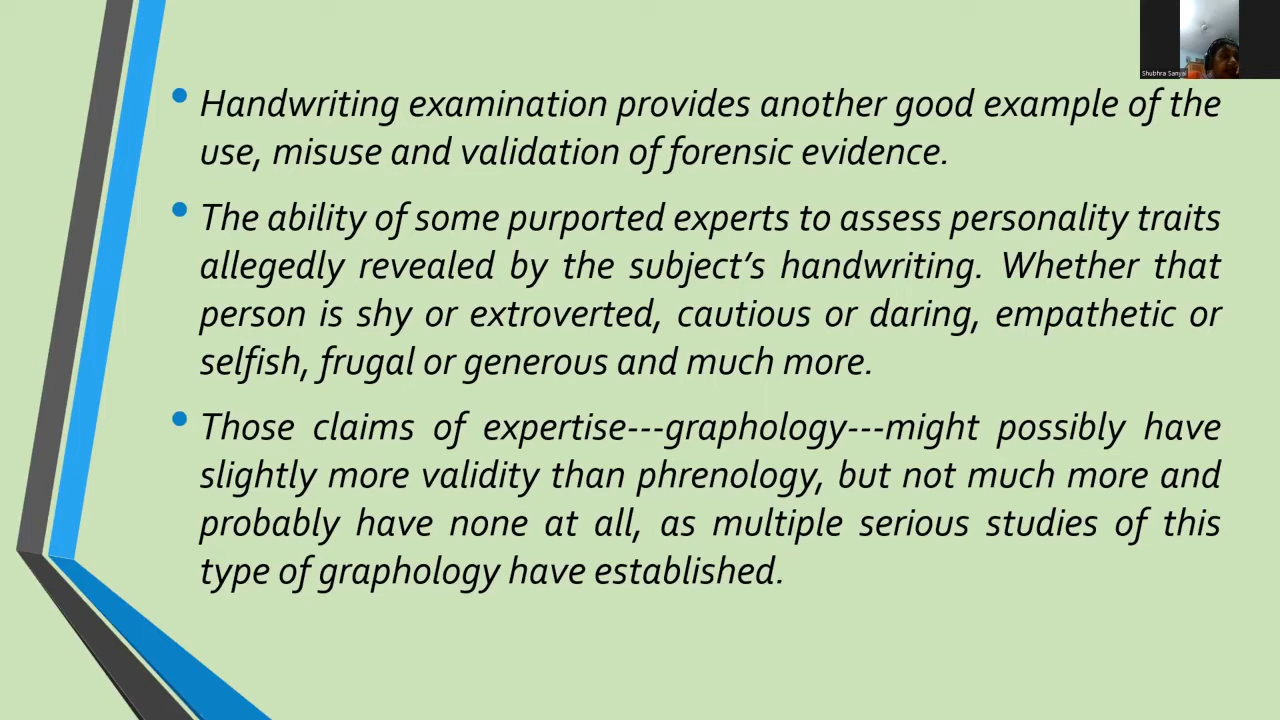 Shubhra Sanyal
• Handwriting examination provides another good example of the
use, misuse and validation of forensic evidence.
• The ability of some purported experts to assess personality traits
allegedly revealed by the subject’s handwriting. Whether that
person is shy or extroverted, cautious or daring, empathetic or
selfish, frugal or generous and much more.
• Those claims of expertise---graphology---might possibly have
slightly more validity than phrenology, but not much more and
probably have none at all, as multiple serious studies of this
type of graphology have established.